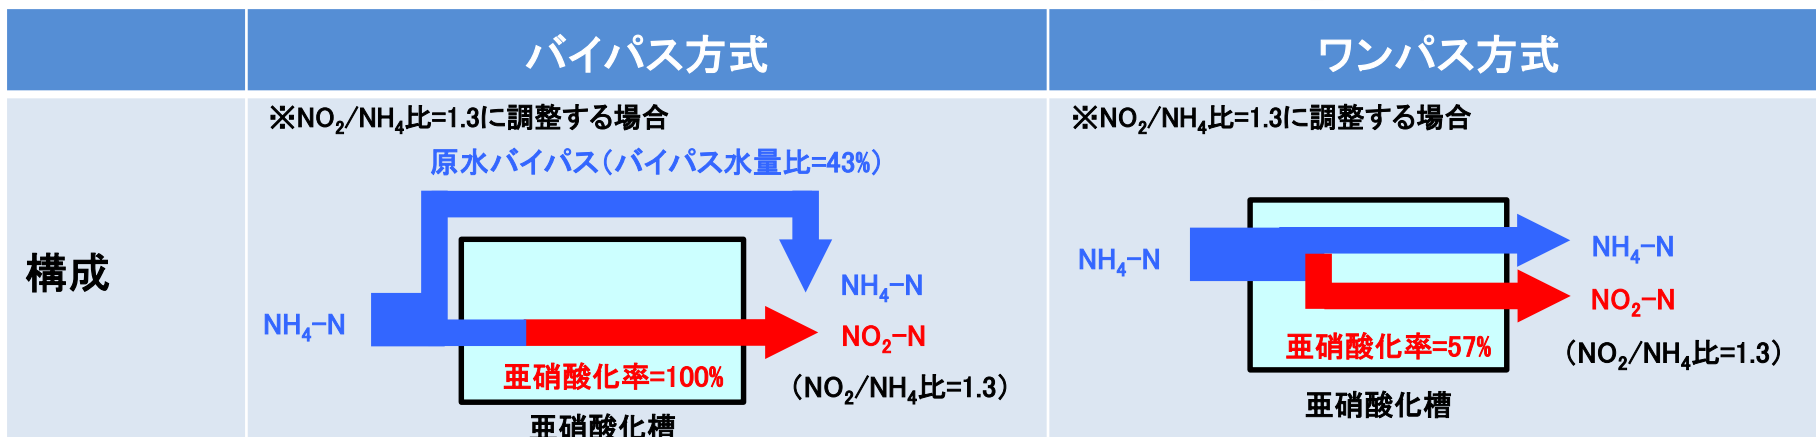 バイパス方式
ワンパス方式
構成
※NO₂/NH₄比=1.3に調整する場合
原水バイパス(バイパス水量比=43%)
NH₄-N
NH₄-N
NO₂-N
亜硝酸化率=100%
(NO₂/NH₄比=1.3)
亜硝酸化槽
※NO₂/NH₄比=1.3に調整する場合
NH₄-N
NH₄-N
NO₂-N
亜硝酸化率=57%
(NO₂/NH₄比=1.3)
亜硝酸化槽